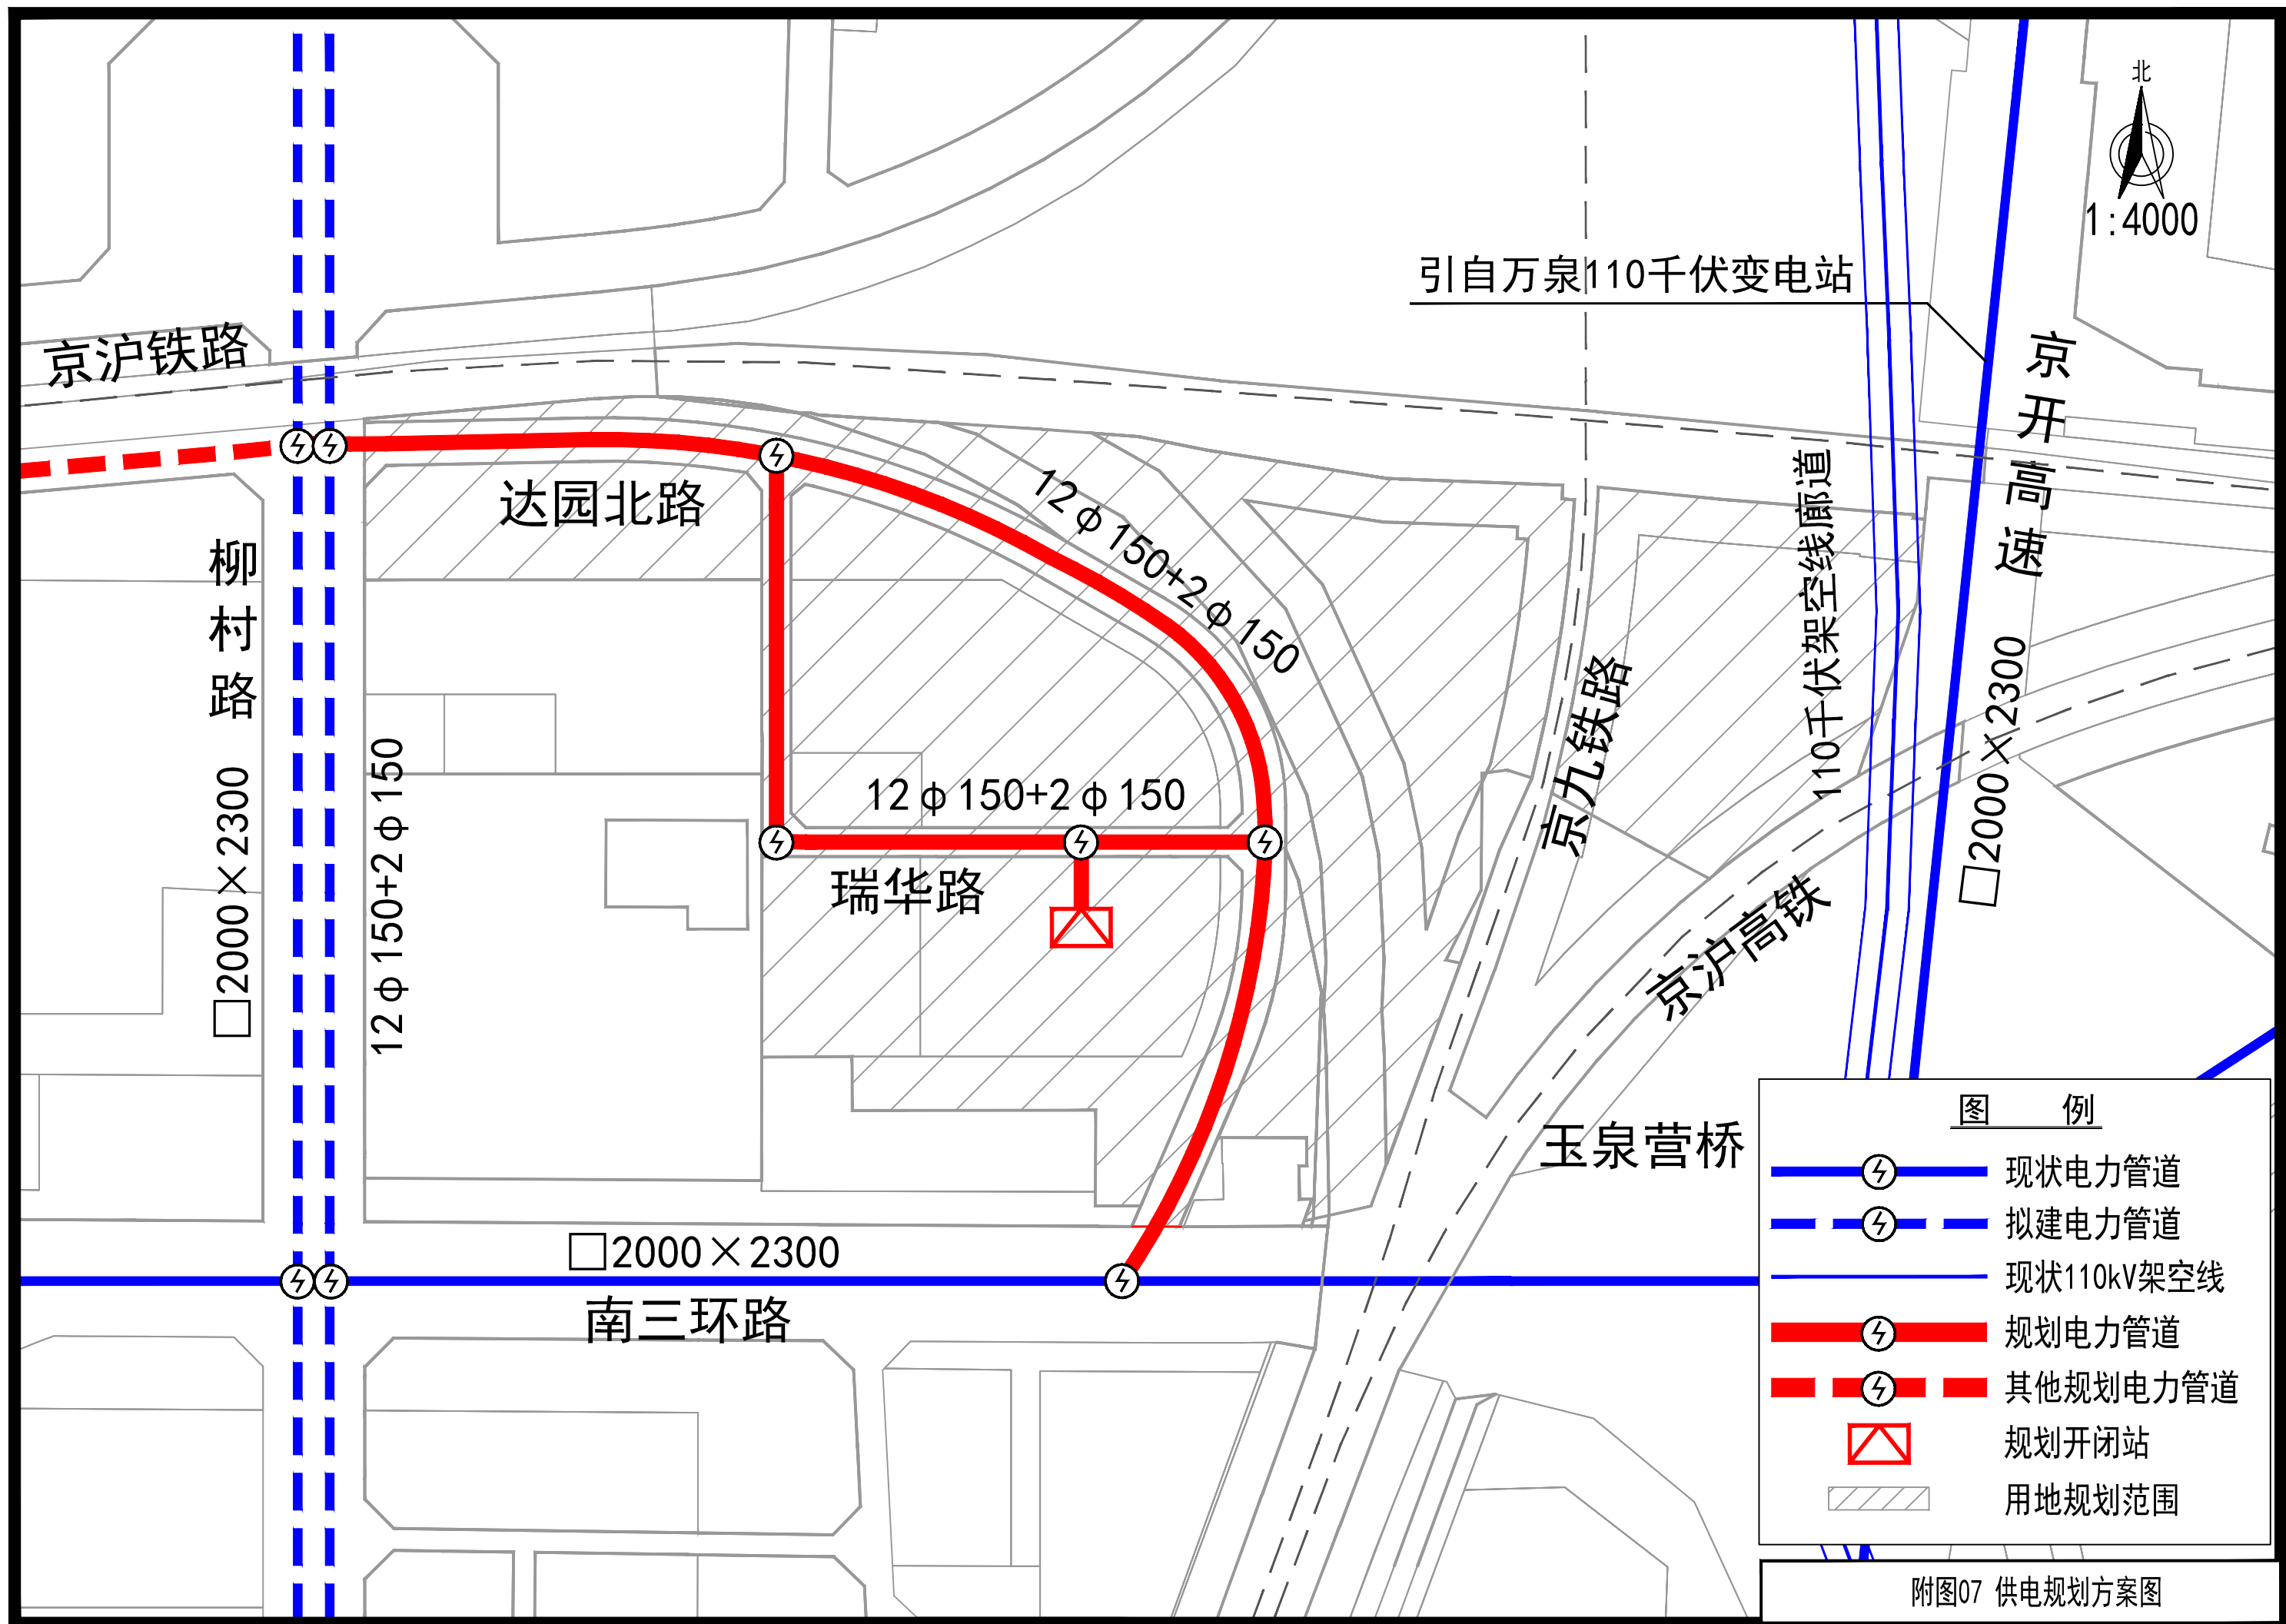 北
1:4000
引自万泉110千伏变电站
京沪铁路
京开高速
达园北路
12φ150+2φ150
110千伏架空线廊道
柳村路
□2000×2300
12φ150+2φ150
京九铁路
□2000×2300
12φ150+2φ150
瑞华路
京沪高铁
玉泉营桥
□2000×2300
南三环路
图 例
现状电力管道
拟建电力管道
现状110kV架空线
规划电力管道
其他规划电力管道
规划开闭站
用地规划范围
附图07 供电规划方案图